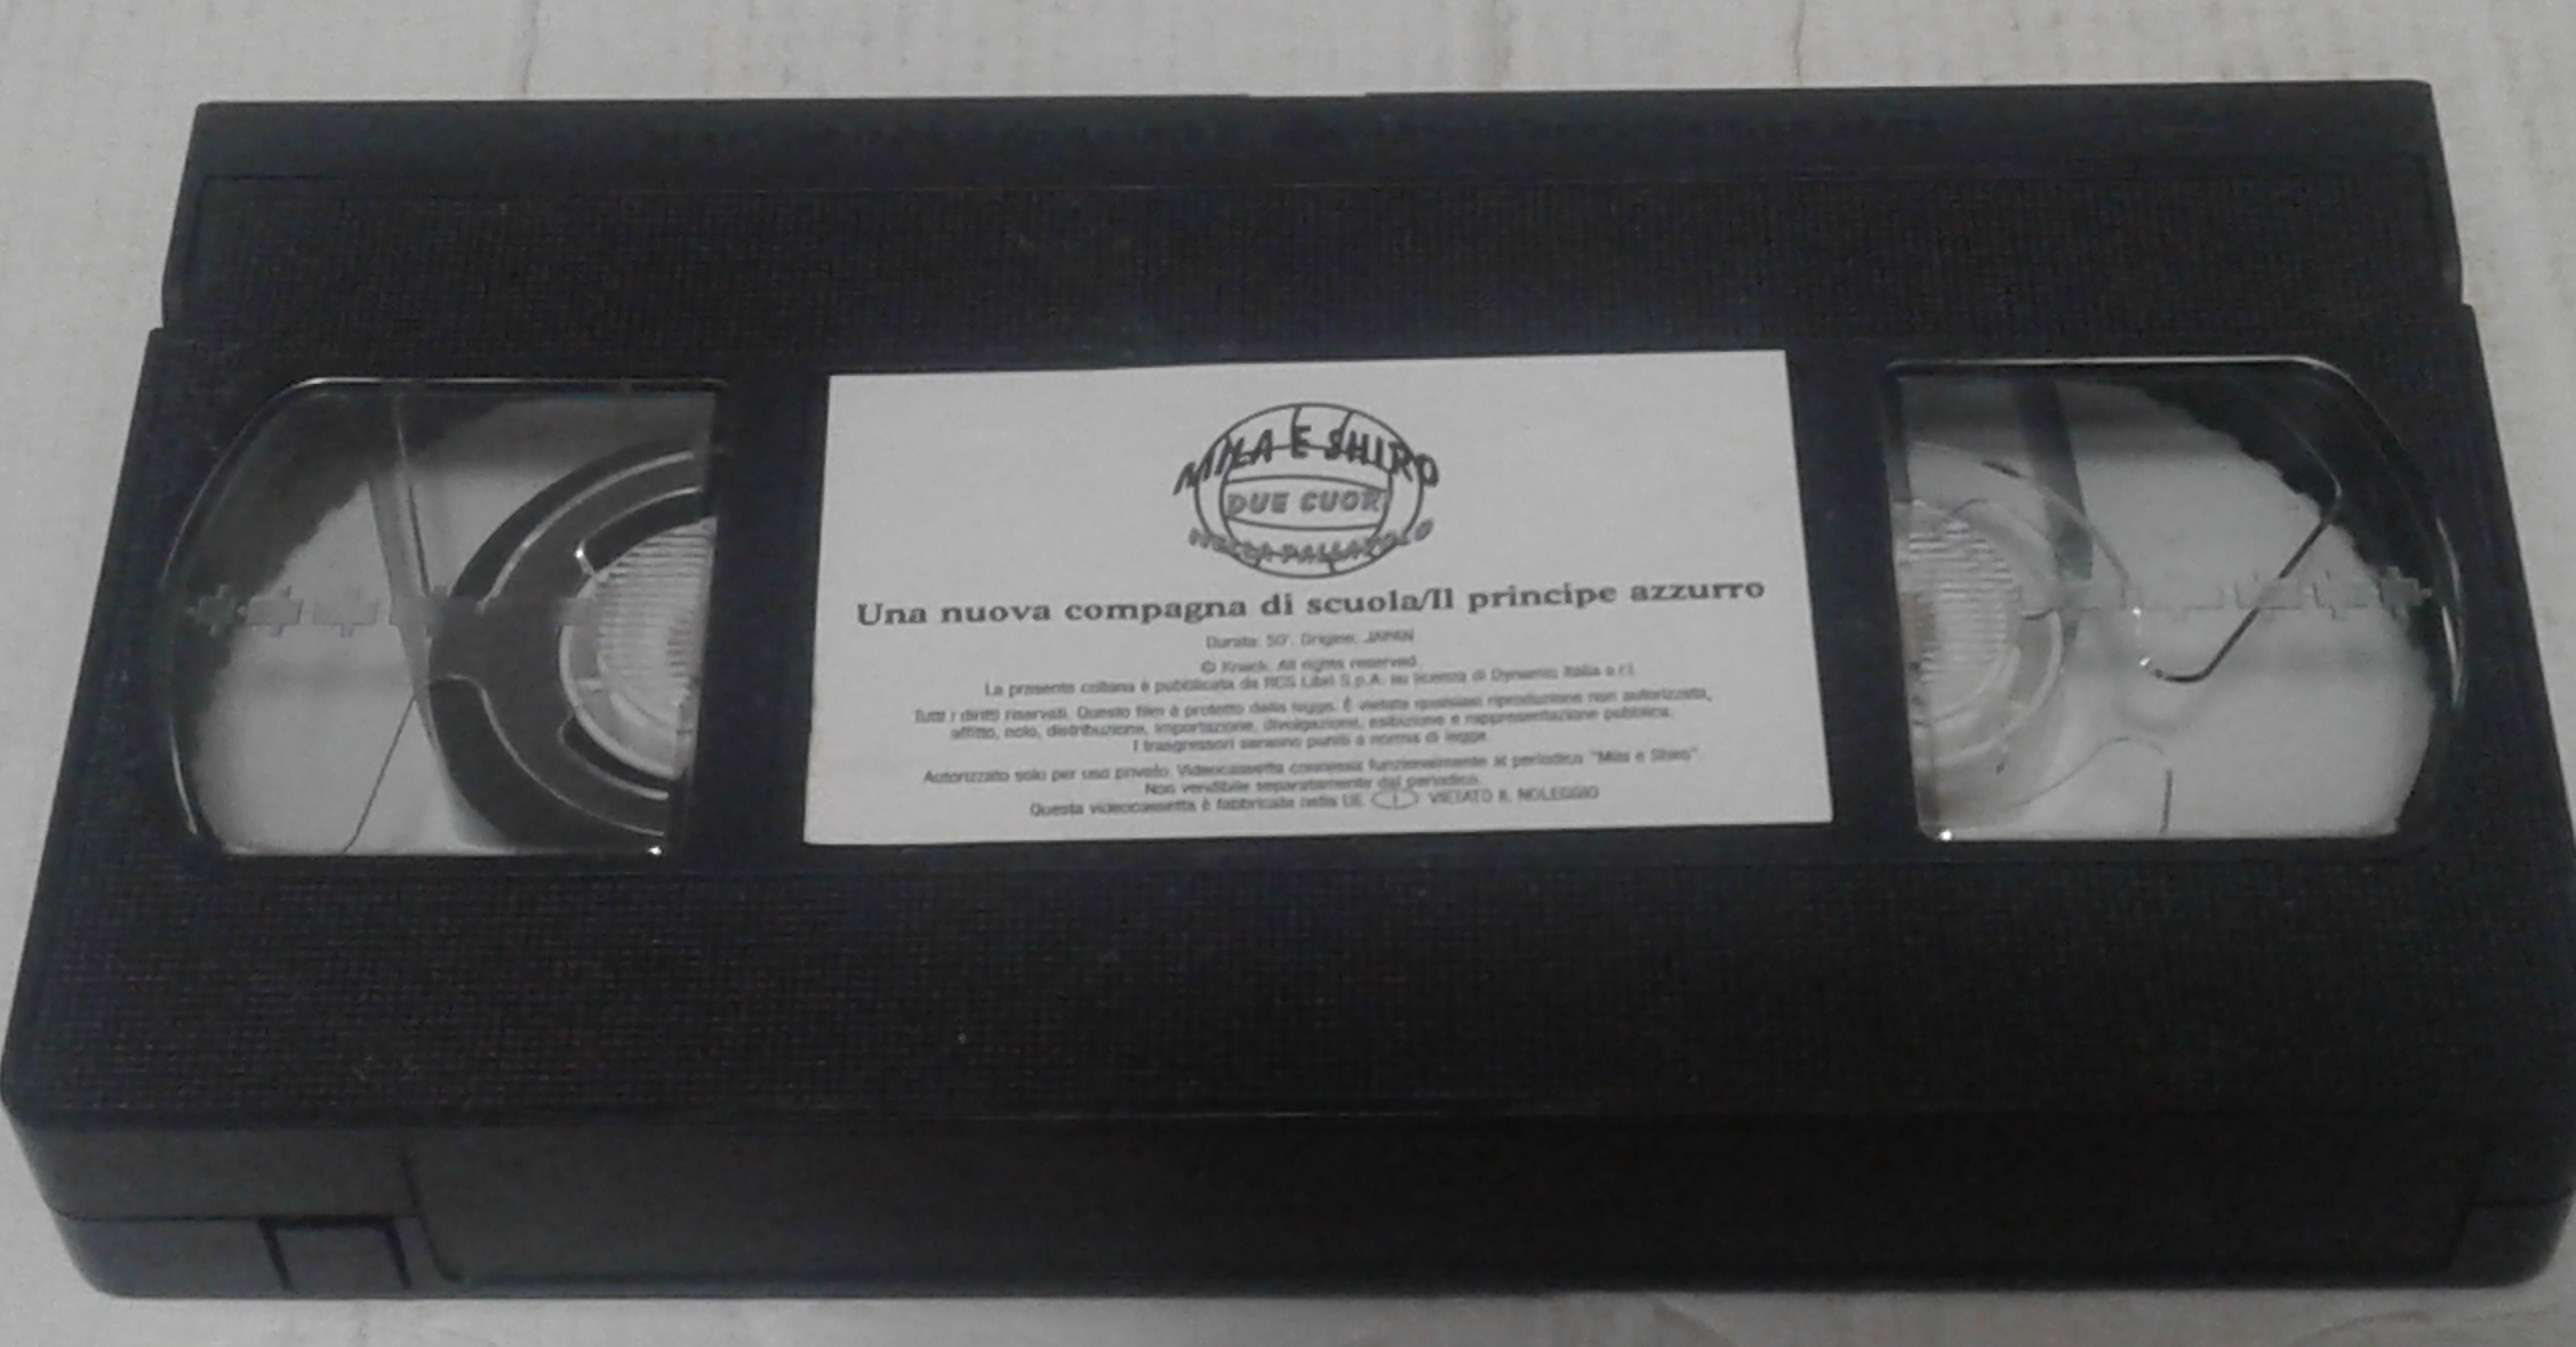 MILA E SHIRO
DUE CUORI
NELLA PALLAVOLO
Una nuova compagna di scuola/Il principe azzurro
Durata: 50'. Origine: JAPAN
© Knack. All rights reserved.
La presente collana è pubblicata da RCS Libri S.p.A. su licenza di Dynamic Italia s.r.l.
Tutti i diritti riservati. Questo film è protetto dalla legge. È vietata qualsiasi riproduzione non autorizzata,
affitto, nolo, distribuzione, importazione, divulgazione, esibizione e rappresentazione pubblica.
I trasgressori saranno puniti a norma di legge.
Autorizzato solo per uso privato. Videocassetta connessa funzionalmente al periodico "Mila e Shiro".
Non vendibile separatamente dal periodico.
Questa videocassetta è fabbricata nella UE. I VIETATO IL NOLEGGIO